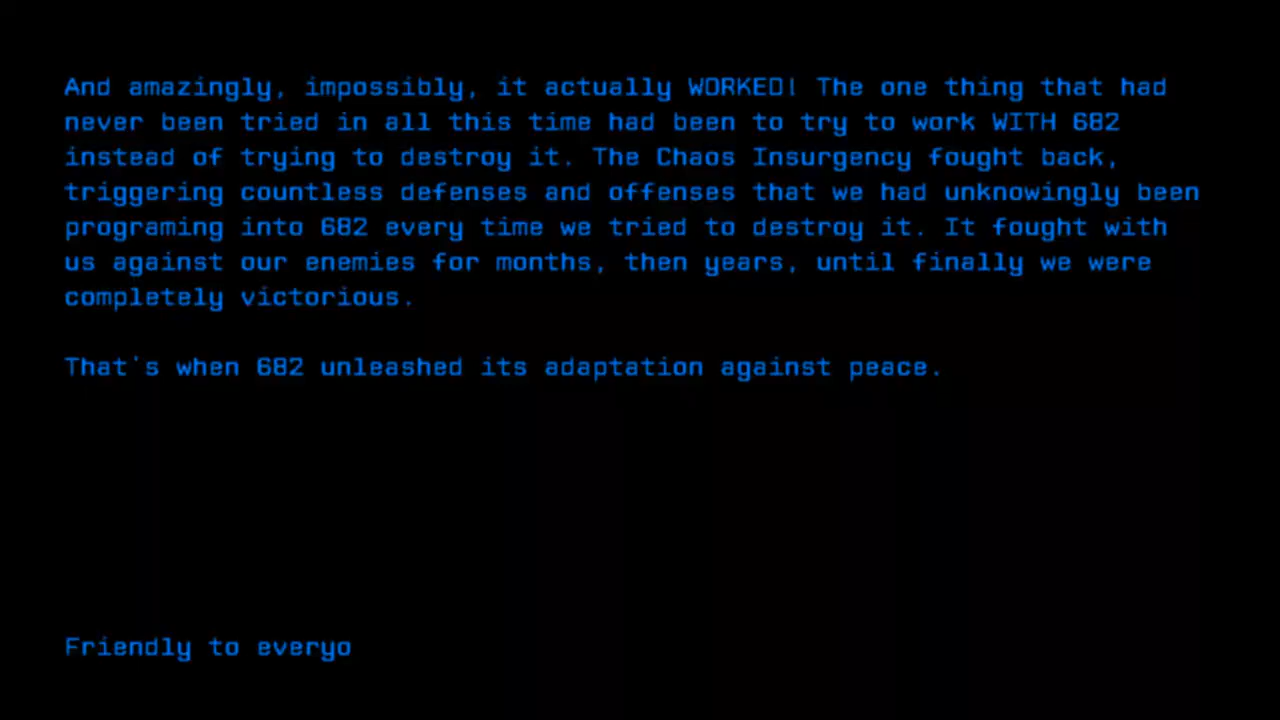 And amazingly, impossibly, it actually WORKED! The one thing that had
never been tried in all this time had been to try to work WITH 682
instead of trying to destroy it. The Chaos Insurgency fought back,
triggering countless defenses and offenses that we had unknowingly been
programing into 682 every time we tried to destroy it. It fought with
us against our enemies for months, then years, until finally we were
completely victorious.
That's when 682 unleashed its adaptation against peace.
Friendly to everyo